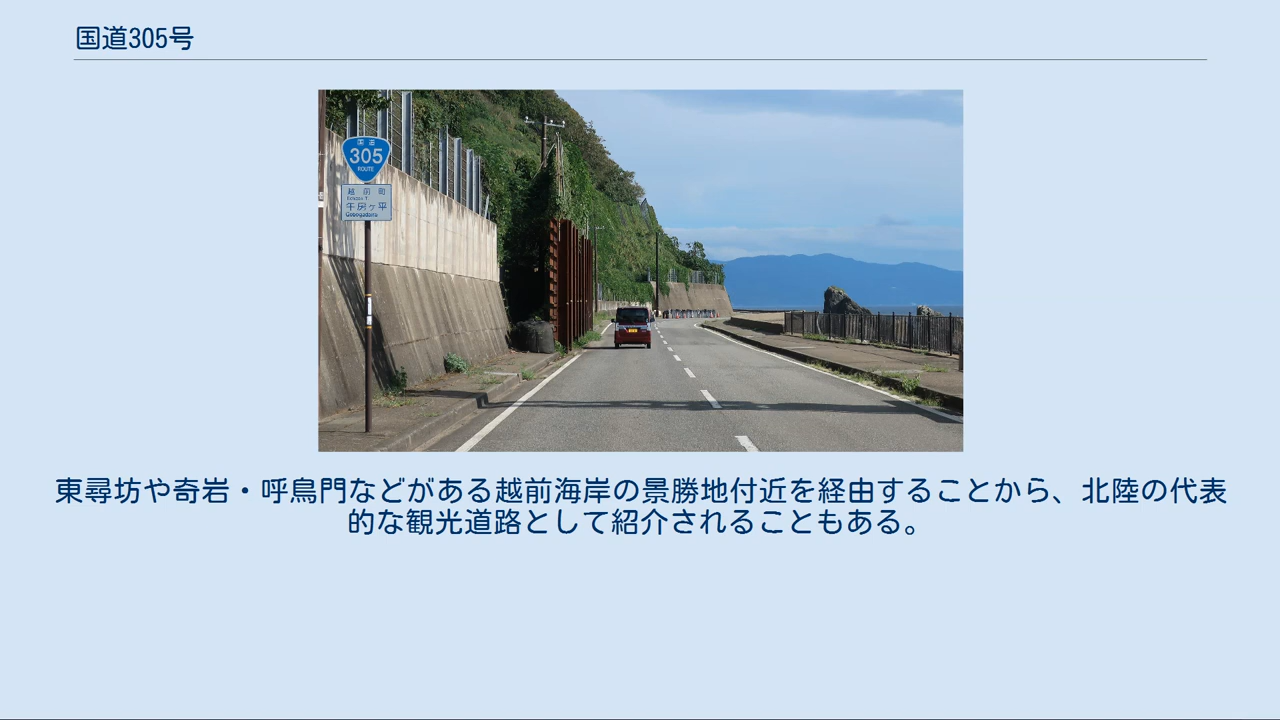 国道305号
国道
305
ROUTE
越前町
午房ヶ平
東尋坊や奇岩・呼鳥門などがある越前海岸の景勝地付近を経由することから、北陸の代表
的な観光道路として紹介されることもある。